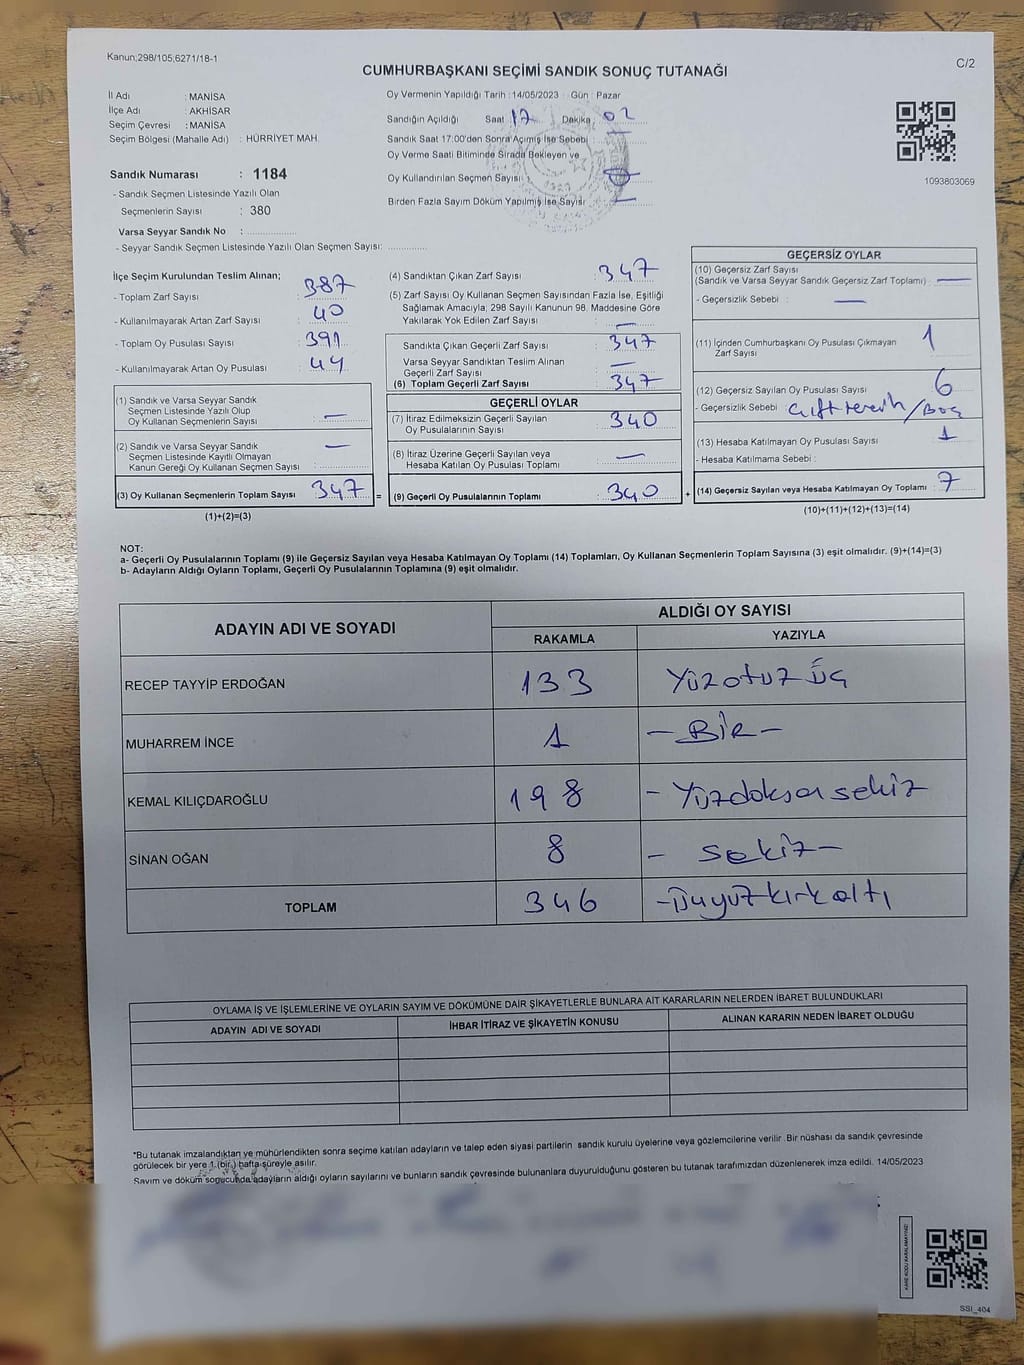 Kanun;298/105;6271/18-1
C/2
CUMHURBAŞKANI SEÇİMİ SANDIK SONUÇ TUTANAĞI
İl Adı : MANİSA
İlçe Adı : AKHİSAR
Seçim Çevresi : MANİSA
Seçim Bölgesi (Mahalle Adı) : HÜRRİYET MAH.
Sandık Numarası : 1184
- Sandık Seçmen Listesinde Yazılı Olan
Seçmenlerin Sayısı : 380
Varsa Seyyar Sandık No :
- Seyyar Sandık Seçmen Listesinde Yazılı Olan Seçmen Sayısı:
Oy Vermenin Yapıldığı Tarih :14/05/2023 Gün : Pazar
Sandığın Açıldığı Saat 17 Dakika 02
Sandık Saat 17:00'den Sonra Açılmış İse Sebebi :
Oy Verme Saati Bitiminde Sırada Bekleyen ve
Oy Kullandırılan Seçmen Sayısı :
Birden Fazla Sayım Döküm Yapılmış İse Sayısı
1093803069
İlçe Seçim Kurulundan Teslim Alınan;
- Toplam Zarf Sayısı : 387
- Kullanılmayarak Artan Zarf Sayısı : 40
- Toplam Oy Pusulası Sayısı : 391
- Kullanılmayarak Artan Oy Pusulası : 44
(1) Sandık ve Varsa Seyyar Sandık
Seçmen Listesinde Yazılı Olup
Oy Kullanan Seçmenlerin Sayısı : —
(2) Sandık ve Varsa Seyyar Sandık —
Seçmen Listesinde Kayıtlı Olmayan
Kanun Gereği Oy Kullanan Seçmen Sayısı :
(3) Oy Kullanan Seçmenlerin Toplam Sayısı : 347 =
(1)+(2)=(3)
(4) Sandıktan Çıkan Zarf Sayısı : 347
(5) Zarf Sayısı Oy Kullanan Seçmen Sayısından Fazla İse, Eşitliği
Sağlamak Amacıyla; 298 Sayılı Kanunun 98. Maddesine Göre
Yakılarak Yok Edilen Zarf Sayısı : —
Sandıkta Çıkan Geçerli Zarf Sayısı : 347
Varsa Seyyar Sandıktan Teslim Alınan
Geçerli Zarf Sayısı : —
(6) Toplam Geçerli Zarf Sayısı : 347
GEÇERLİ OYLAR
(7) İtiraz Edilmeksizin Geçerli Sayılan
Oy Pusulalarının Sayısı : 340
(8) İtiraz Üzerine Geçerli Sayılan veya
Hesaba Katılan Oy Pusulası Toplamı : —
(9) Geçerli Oy Pusulalarının Toplamı : 340 +
GEÇERSİZ OYLAR
(10) Geçersiz Zarf Sayısı
(Sandık ve Varsa Seyyar Sandık Geçersiz Zarf Toplamı) : —
- Geçersizlik Sebebi : —
(11) İçinden Cumhurbaşkanı Oy Pusulası Çıkmayan
Zarf Sayısı : 1
(12) Geçersiz Sayılan Oy Pusulası Sayısı : 6
- Geçersizlik Sebebi : çift tercih / Boş
(13) Hesaba Katılmayan Oy Pusulası Sayısı : 1
- Hesaba Katılmama Sebebi :
(14) Geçersiz Sayılan veya Hesaba Katılmayan Oy Toplamı : 7
(10)+(11)+(12)+(13)=(14)
NOT:
a- Geçerli Oy Pusulalarının Toplamı (9) ile Geçersiz Sayılan veya Hesaba Katılmayan Oy Toplamı (14) Toplamları, Oy Kullanan Seçmenlerin Toplam Sayısına (3) eşit olmalıdır. (9)+(14)=(3)
b- Adayların Aldığı Oyların Toplamı, Geçerli Oy Pusulalarının Toplamına (9) eşit olmalıdır.
ADAYIN ADI VE SOYADI
ALDIĞI OY SAYISI
RAKAMLA YAZIYLA
RECEP TAYYİP ERDOĞAN 133 Yüzotuz üç
MUHARREM İNCE 1 - BİR -
KEMAL KILIÇDAROĞLU 198 - Yüzdoksan sekiz
SİNAN OĞAN 8 - sekiz -
TOPLAM 346 - Üçyüz kırk altı
OYLAMA İŞ VE İŞLEMLERİNE VE OYLARIN SAYIM VE DÖKÜMÜNE DAİR ŞİKAYETLERLE BUNLARA AİT KARARLARIN NELERDEN İBARET BULUNDUKLARI
ADAYIN ADI VE SOYADI İHBAR İTİRAZ VE ŞİKAYETİN KONUSU ALINAN KARARIN NEDEN İBARET OLDUĞU
*Bu tutanak imzalandıktan ve mühürlendikten sonra seçime katılan adayların ve talep eden siyasi partilerin sandık kurulu üyelerine veya gözlemcilerine verilir. Bir nüshası da sandık çevresinde
görülecek bir yere 1 (bir) hafta süreyle asılır.
Sayım ve döküm sonucunda adayların aldığı oyların sayılarını ve bunların sandık çevresinde bulunanlara duyurulduğunu gösteren bu tutanak tarafımızdan düzenlenerek imza edildi. 14/05/2023
KARE KODU KARALAMAYINIZ!
SSİ_404